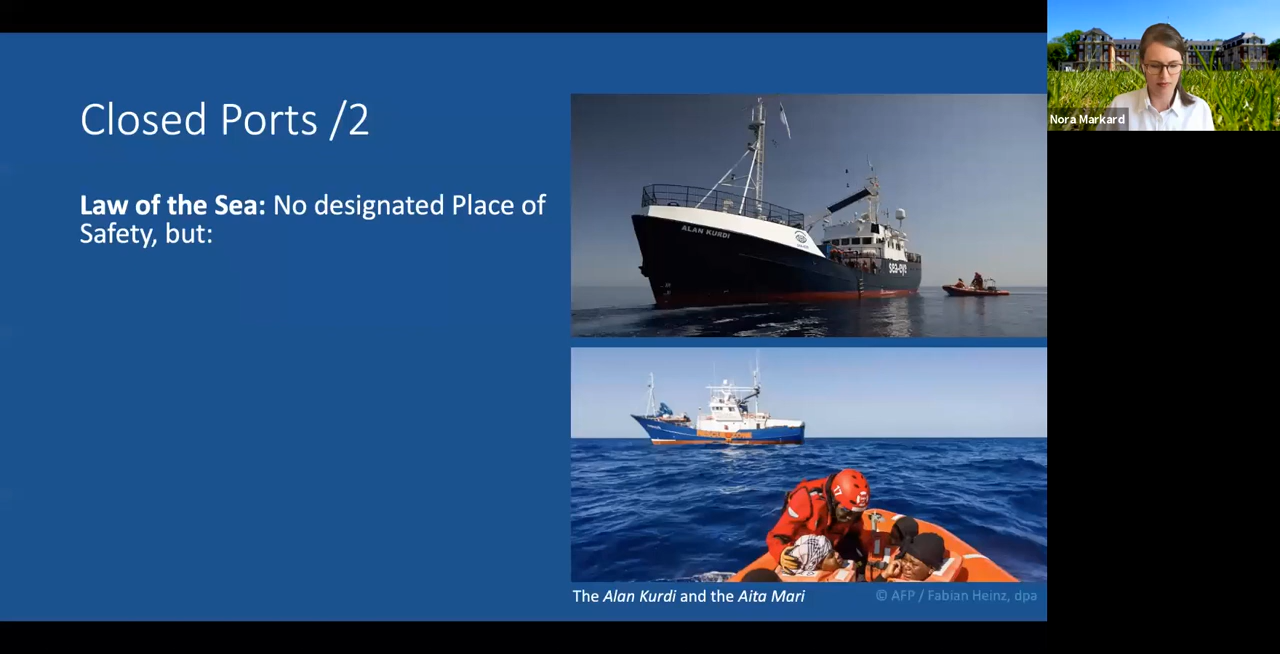 Closed Ports /2
Law of the Sea: No designated Place of
Safety, but:
ALAN KURDI
sea-eye
The Alan Kurdi and the Aita Mari
© AFP / Fabian Heinz, dpa
Nora Markard